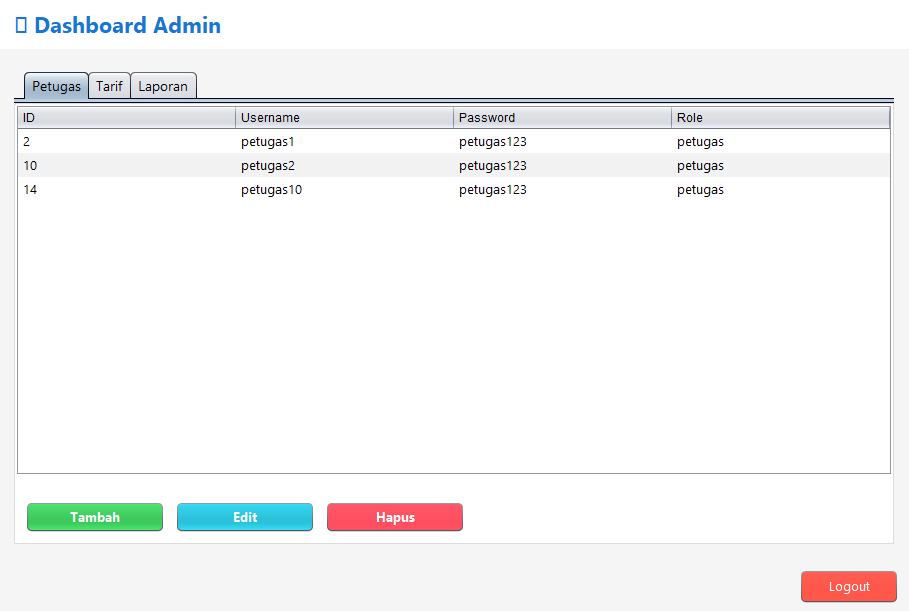 Dashboard Admin
Petugas Tarif Laporan
ID Username Password Role
2 petugas1 petugas123 petugas
10 petugas2 petugas123 petugas
14 petugas10 petugas123 petugas
Tambah Edit Hapus
Logout